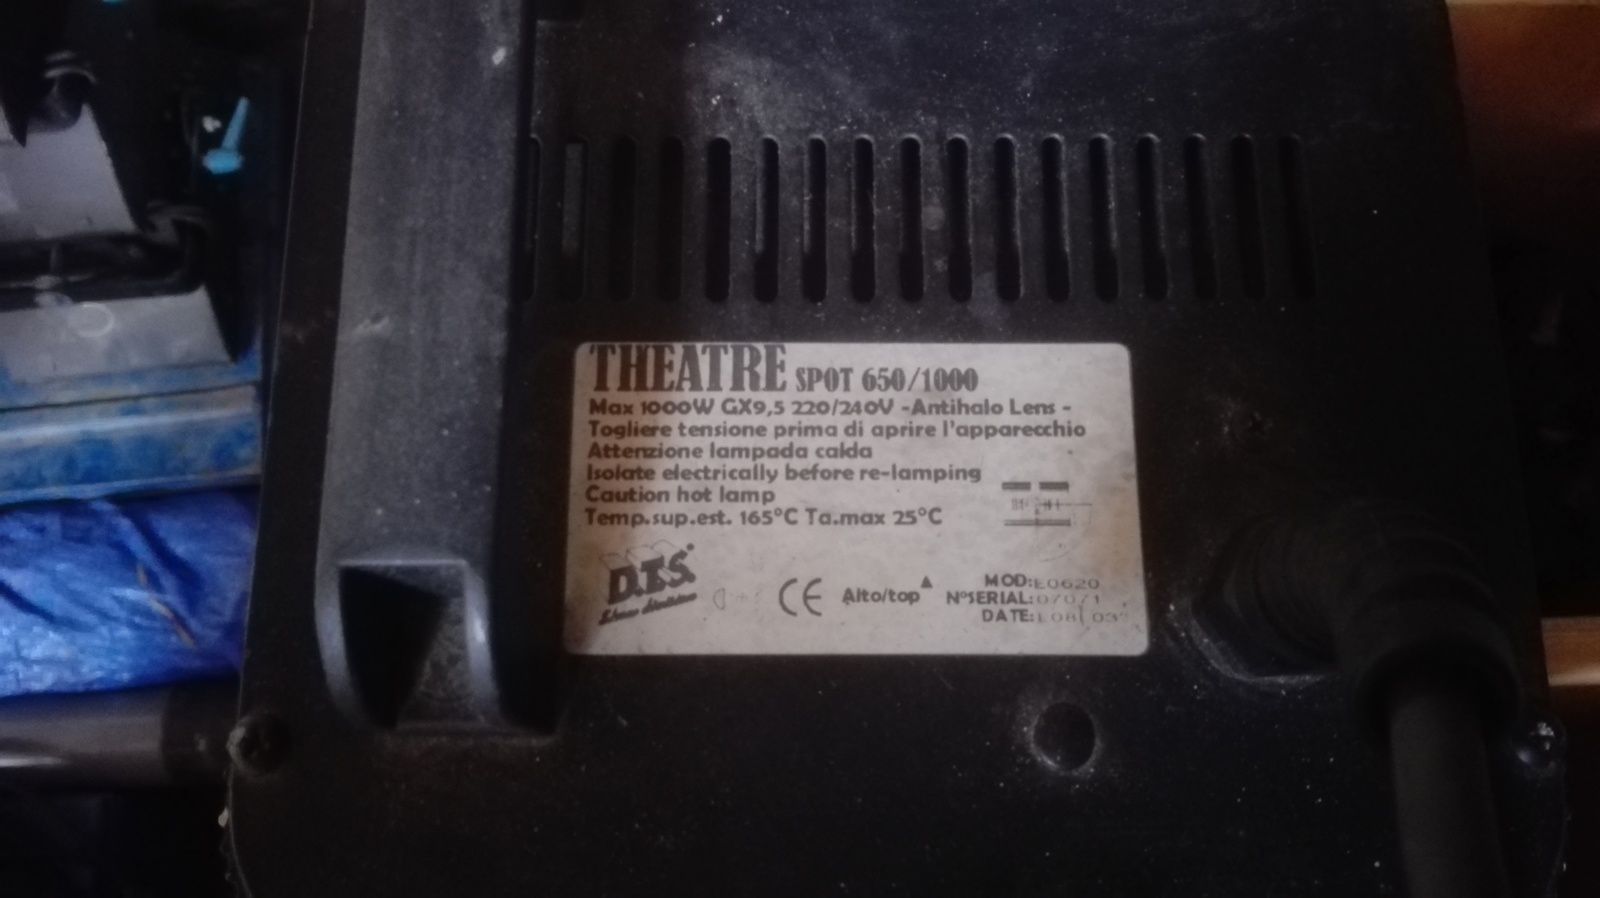 THEATRE SPOT 650/1000
Max 1000W GX9,5 220/240V -Antihalo Lens -
Togliere tensione prima di aprire l'apparecchio
Attenzione lampada calda
Isolate electrically before re-lamping
Caution hot lamp
Temp.sup.est. 165°C Ta.max 25°C
D.T.S.
CE
Alto/top
MOD:E0620
N°SERIAL:07071
DATE: